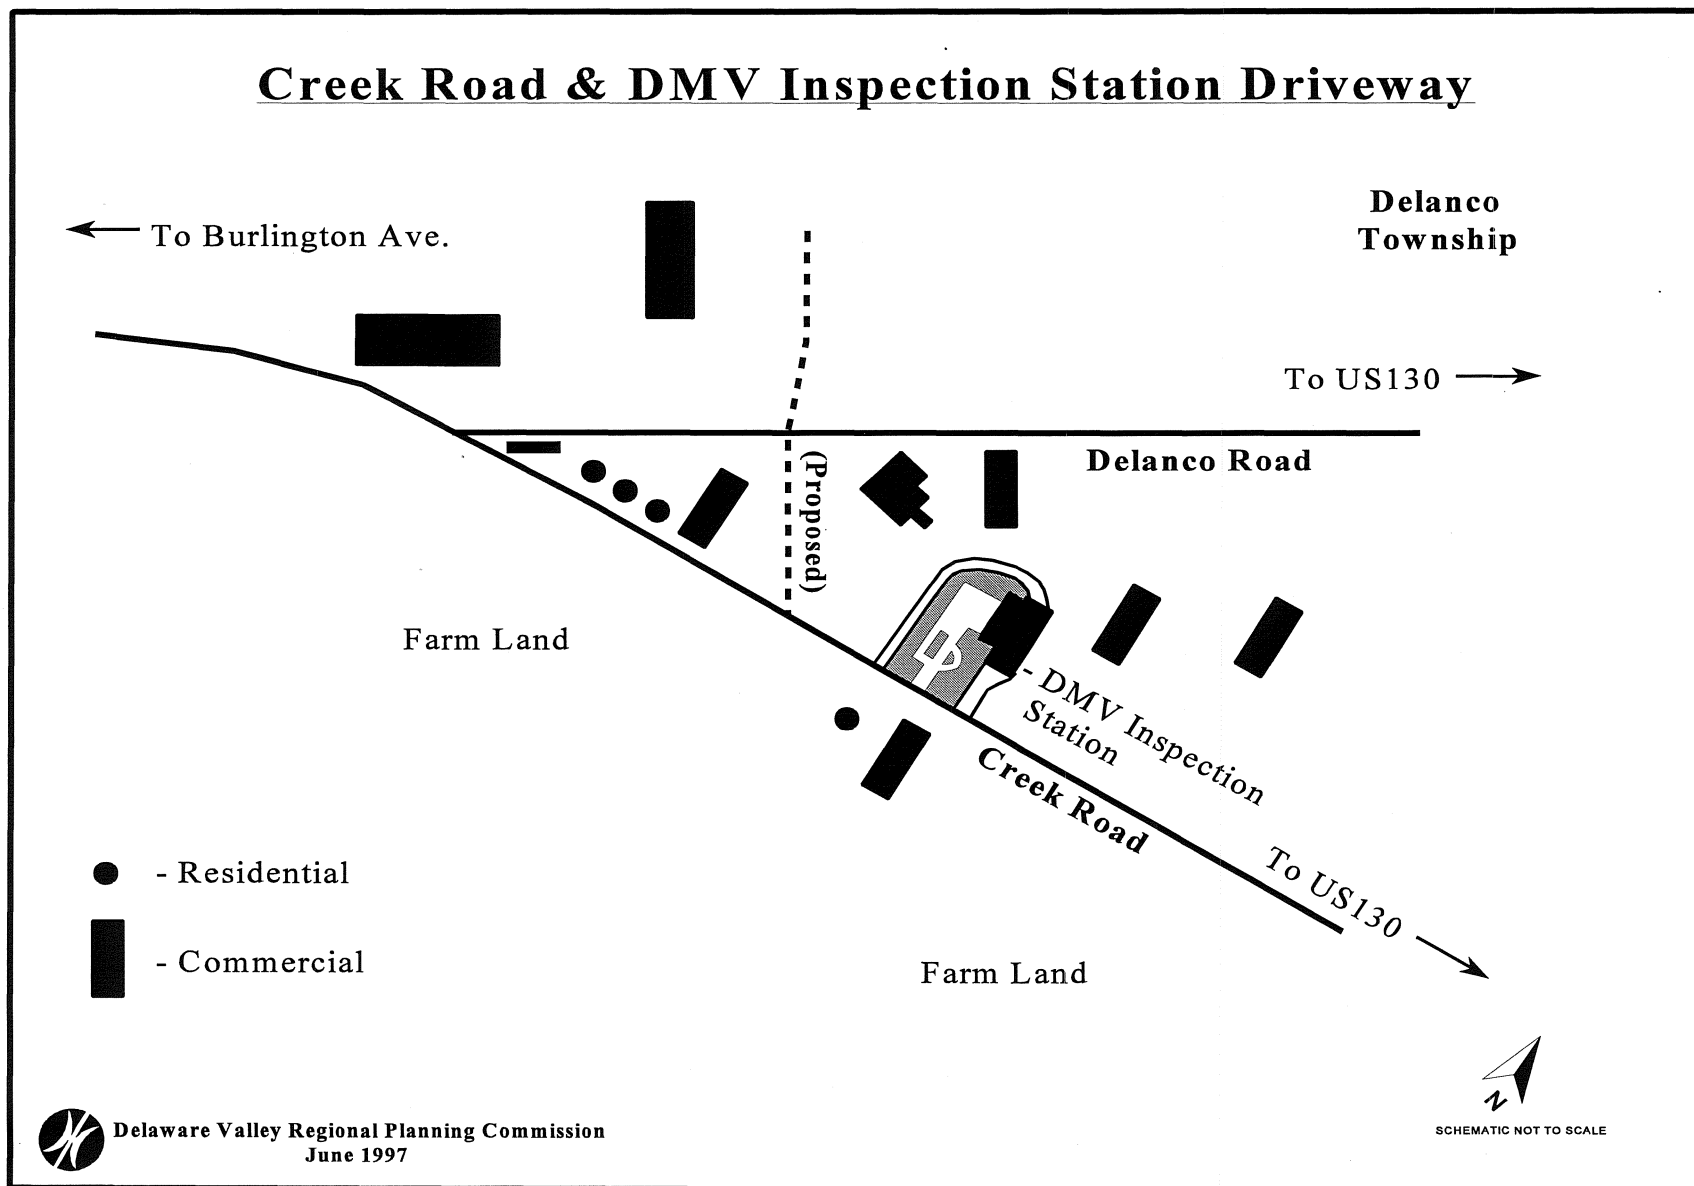 Creek Road & DMV Inspection Station Driveway
Delanco
Township
To Burlington Ave.
To US130
Delanco Road
(Proposed)
Farm Land
- DMV Inspection
Station
Creek Road
To US130
- Residential
- Commercial
Farm Land
N
SCHEMATIC NOT TO SCALE
Delaware Valley Regional Planning Commission
June 1997